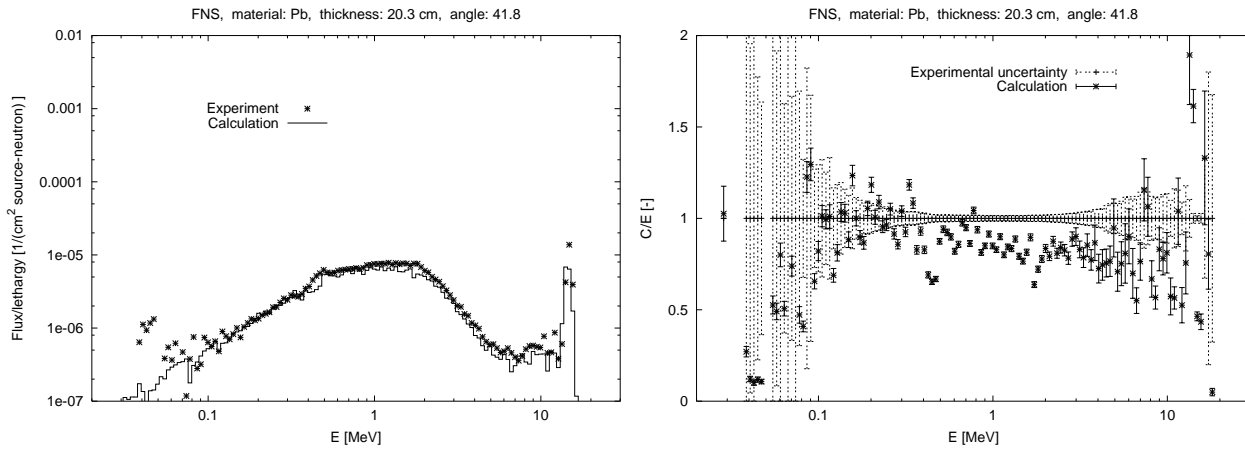 FNS, material: Pb, thickness: 20.3 cm, angle: 41.8
0.01
0.001
0.0001
1e-05
1e-06
1e-07
Flux/lethargy [1/(cm^2 source-neutron) ]
Experiment
Calculation
0.1
1
10
E [MeV]
FNS, material: Pb, thickness: 20.3 cm, angle: 41.8
2
1.5
1
0.5
0
C/E [-]
Experimental uncertainty
Calculation
0.1
1
10
E [MeV]